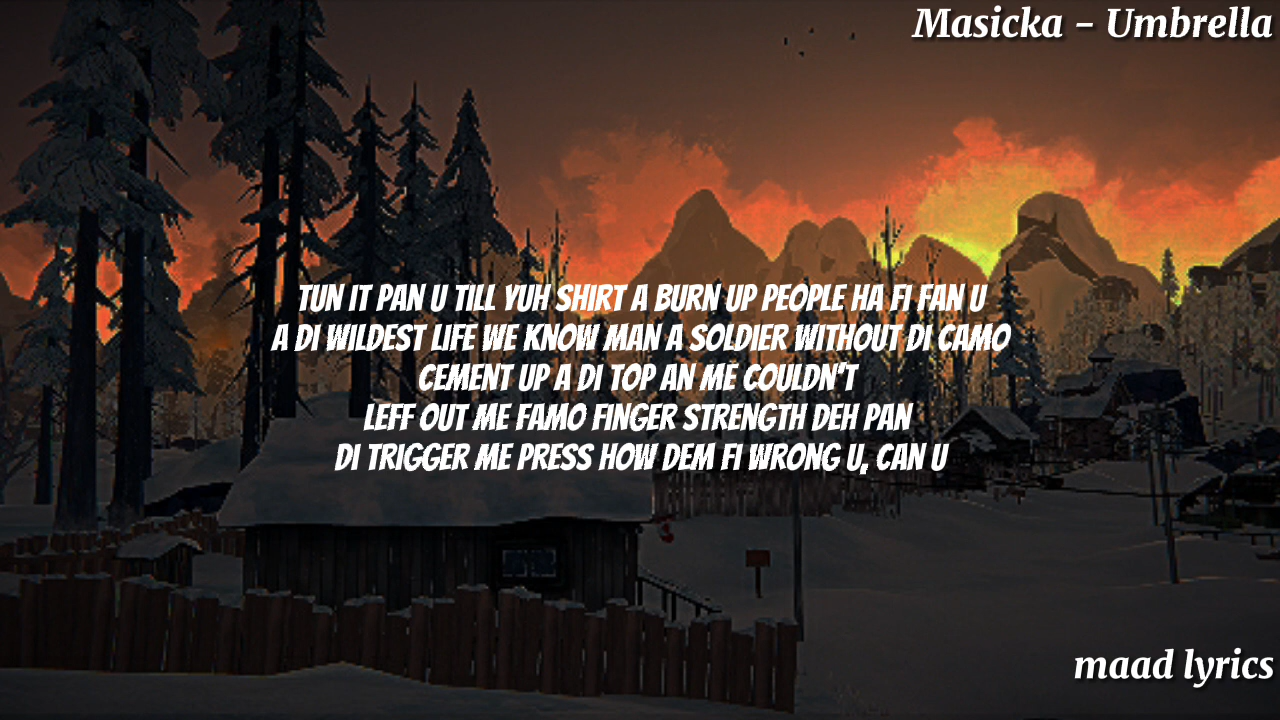 Masicka - Umbrella
TUN IT PAN U TILL YUH SHIRT A BURN UP PEOPLE HA FI FAN U
A DI WILDEST LIFE WE KNOW MAN A SOLDIER WITHOUT DI CAMO
CEMENT UP A DI TOP AN ME COULDN'T
LEFF OUT ME FAMO FINGER STRENGTH DEH PAN
DI TRIGGER ME PRESS HOW DEM FI WRONG U, CAN U
maad lyrics